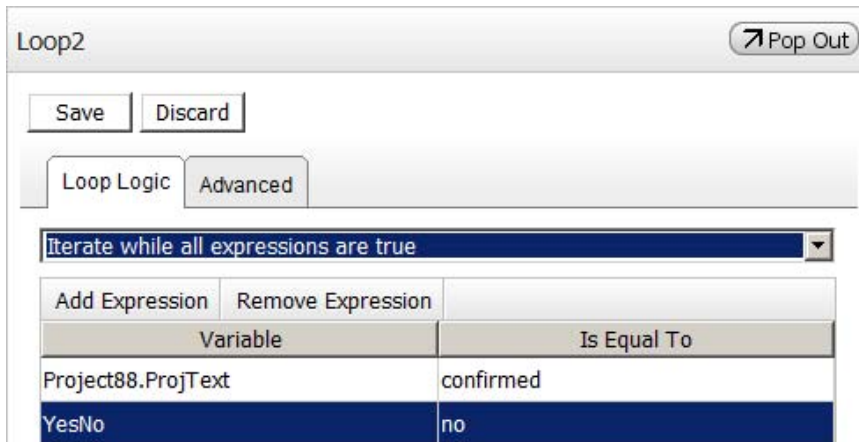 Loop2 Pop Out
Save Discard
Loop Logic Advanced
Iterate while all expressions are true
Add Expression Remove Expression
Variable Is Equal To
Project88.ProjText confirmed
YesNo no